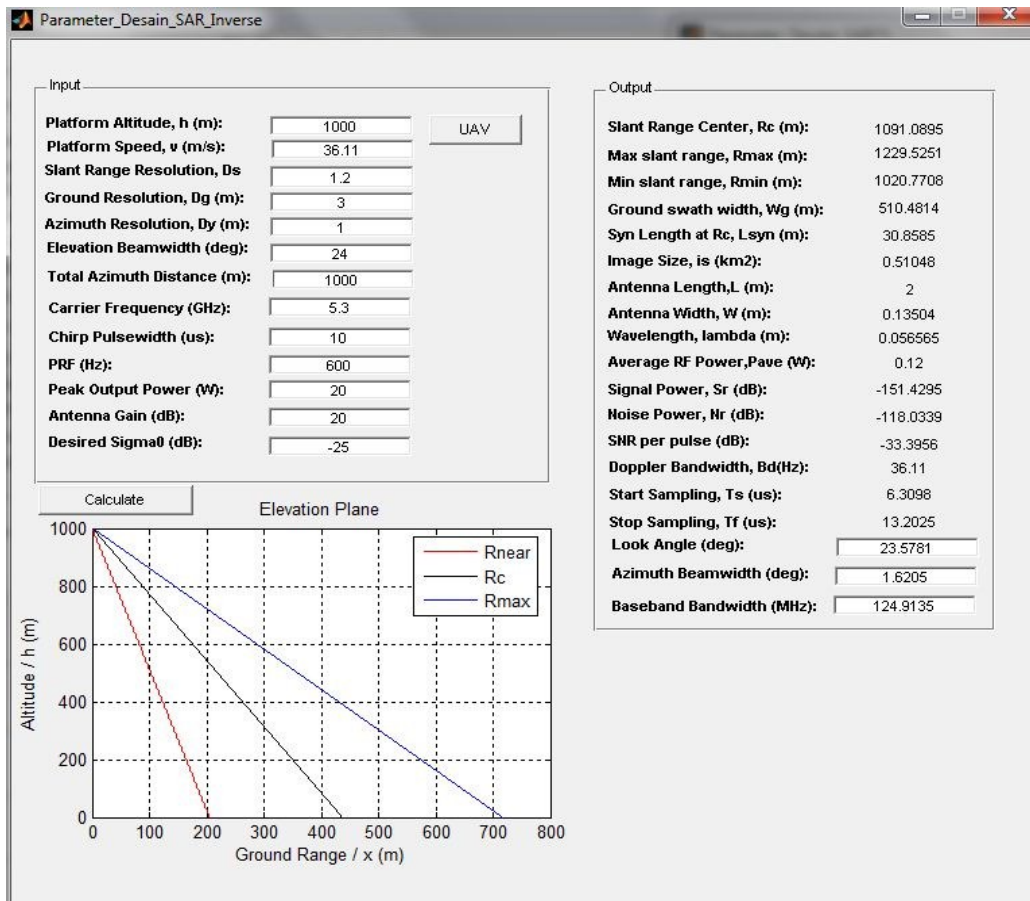 Parameter_Desain_SAR_Inverse
Input
Platform Altitude, h (m): 1000
UAV
Platform Speed, v (m/s): 36.11
Slant Range Resolution, Ds 1.2
Ground Resolution, Dg (m): 3
Azimuth Resolution, Dy (m): 1
Elevation Beamwidth (deg): 24
Total Azimuth Distance (m): 1000
Carrier Frequency (GHz): 5.3
Chirp Pulsewidth (us): 10
PRF (Hz): 600
Peak Output Power (W): 20
Antenna Gain (dB): 20
Desired Sigma0 (dB): -25
Calculate
Output
Slant Range Center, Rc (m): 1091.0895
Max slant range, Rmax (m): 1229.5251
Min slant range, Rmin (m): 1020.7708
Ground swath width, Wg (m): 510.4814
Syn Length at Rc, Lsyn (m): 30.8585
Image Size, is (km2): 0.51048
Antenna Length,L (m): 2
Antenna Width, W (m): 0.13504
Wavelength, lambda (m): 0.056565
Average RF Power,Pave (W): 0.12
Signal Power, Sr (dB): -151.4295
Noise Power, Nr (dB): -118.0339
SNR per pulse (dB): -33.3956
Doppler Bandwidth, Bd(Hz): 36.11
Start Sampling, Ts (us): 6.3098
Stop Sampling, Tf (us): 13.2025
Look Angle (deg): 23.5781
Azimuth Beamwidth (deg): 1.6205
Baseband Bandwidth (MHz): 124.9135
Elevation Plane
Rnear
Rc
Rmax
Altitude / h (m)
1000
800
600
400
200
0
0 100 200 300 400 500 600 700 800
Ground Range / x (m)